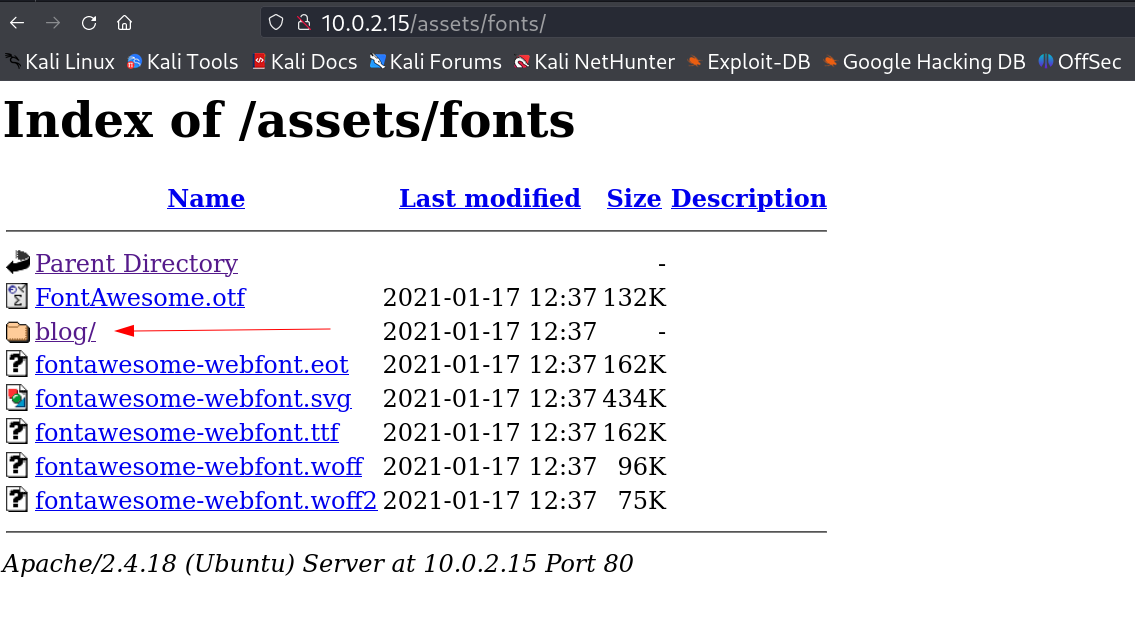 10.0.2.15/assets/fonts/
Kali Linux Kali Tools Kali Docs Kali Forums Kali NetHunter Exploit-DB Google Hacking DB OffSec
Index of /assets/fonts
Name Last modified Size Description
Parent Directory -
FontAwesome.otf 2021-01-17 12:37 132K
blog/ 2021-01-17 12:37 -
fontawesome-webfont.eot 2021-01-17 12:37 162K
fontawesome-webfont.svg 2021-01-17 12:37 434K
fontawesome-webfont.ttf 2021-01-17 12:37 162K
fontawesome-webfont.woff 2021-01-17 12:37 96K
fontawesome-webfont.woff2 2021-01-17 12:37 75K
Apache/2.4.18 (Ubuntu) Server at 10.0.2.15 Port 80